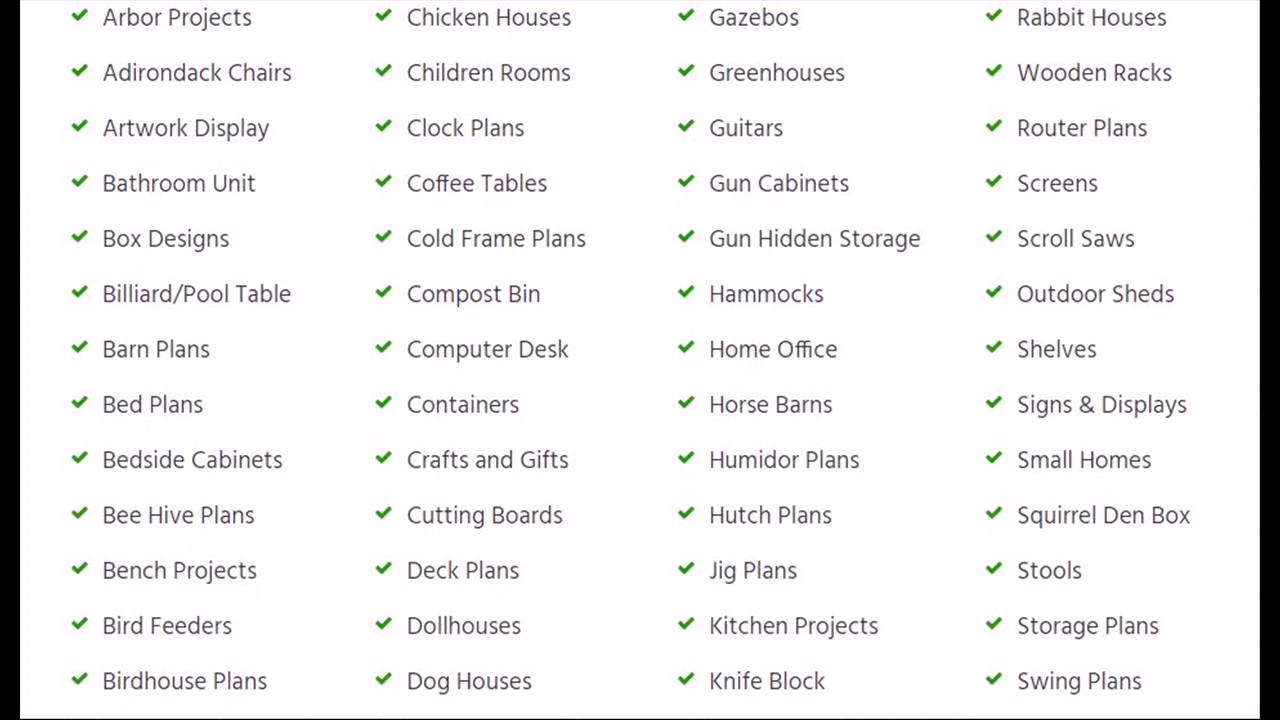 Arbor Projects
Adirondack Chairs
Artwork Display
Bathroom Unit
Box Designs
Billiard/Pool Table
Barn Plans
Bed Plans
Bedside Cabinets
Bee Hive Plans
Bench Projects
Bird Feeders
Birdhouse Plans
Chicken Houses
Children Rooms
Clock Plans
Coffee Tables
Cold Frame Plans
Compost Bin
Computer Desk
Containers
Crafts and Gifts
Cutting Boards
Deck Plans
Dollhouses
Dog Houses
Gazebos
Greenhouses
Guitars
Gun Cabinets
Gun Hidden Storage
Hammocks
Home Office
Horse Barns
Humidor Plans
Hutch Plans
Jig Plans
Kitchen Projects
Knife Block
Rabbit Houses
Wooden Racks
Router Plans
Screens
Scroll Saws
Outdoor Sheds
Shelves
Signs & Displays
Small Homes
Squirrel Den Box
Stools
Storage Plans
Swing Plans